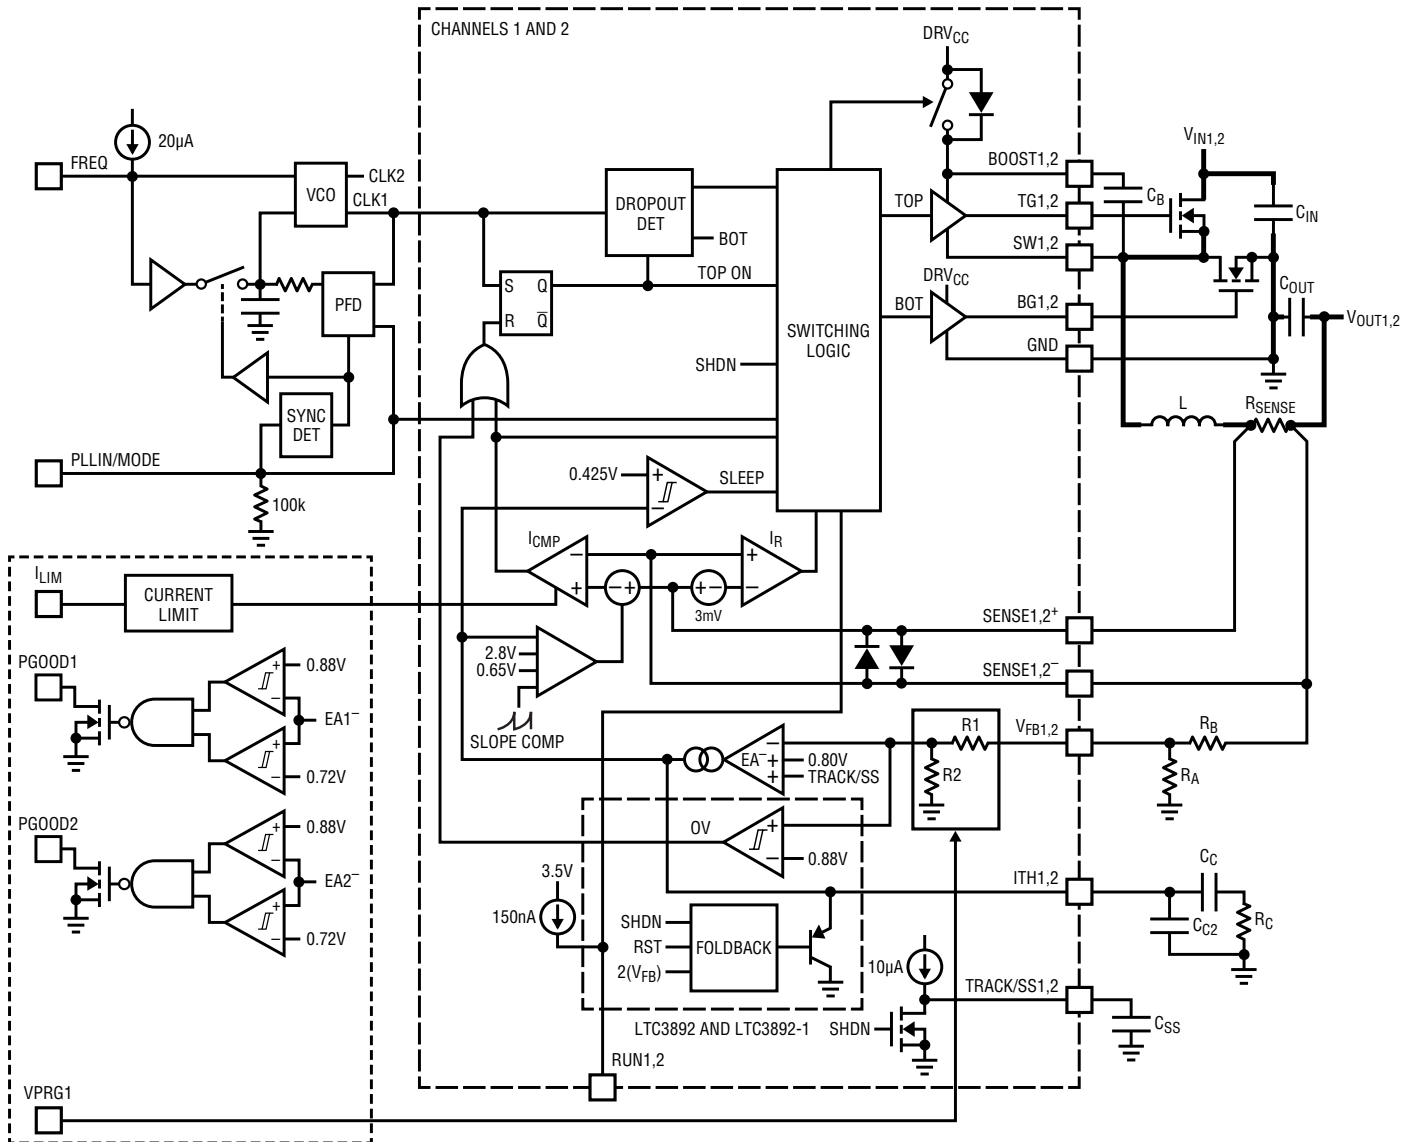 CHANNELS 1 AND 2
DRVCC
20µA
FREQ
VCO
CLK2
CLK1
PFD
SYNC
DET
PLLIN/MODE
100k
DROPOUT
DET
BOT
TOP ON
S Q
R Q̅
SHDN
SWITCHING
LOGIC
TOP
BOT
DRVCC
BOOST1,2
TG1,2
SW1,2
BG1,2
GND
VIN1,2
CB
CIN
COUT
VOUT1,2
L
RSENSE
0.425V
+
−
SLEEP
ICMP
−
+
− +
+ −
3mV
IR
+
−
ILIM
CURRENT
LIMIT
2.8V
0.65V
SLOPE COMP
SENSE1,2+
SENSE1,2−
PGOOD1
+
−
0.88V
EA1−
+
−
0.72V
PGOOD2
+
−
0.88V
EA2−
+
−
0.72V
EA−
−
+
+
0.80V
TRACK/SS
R1
R2
VFB1,2
RB
RA
OV
+
−
0.88V
3.5V
150nA
SHDN
RST
2(VFB)
FOLDBACK
ITH1,2
CC
CC2
RC
10µA
TRACK/SS1,2
CSS
SHDN
LTC3892 AND LTC3892-1
RUN1,2
VPRG1